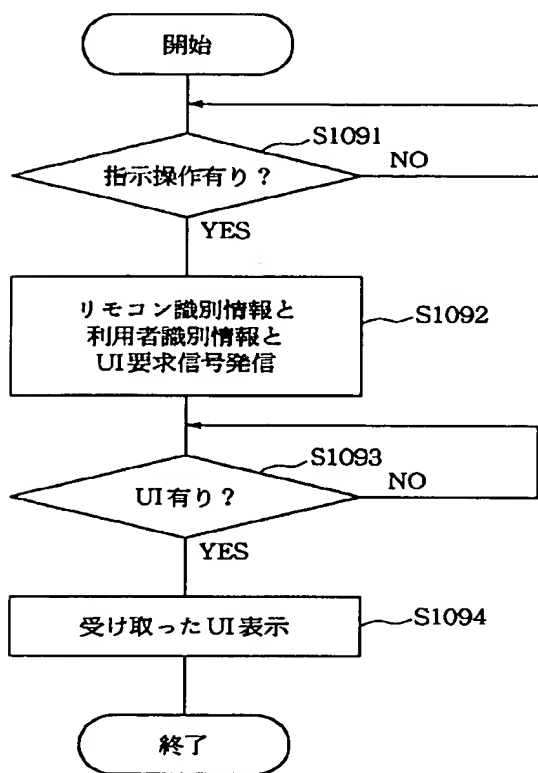 開始
S1091
指示操作有り?
NO
YES
リモコン識別情報と
利用者識別情報と
UI要求信号発信
S1092
S1093
UI有り?
NO
YES
受け取ったUI表示
S1094
終了